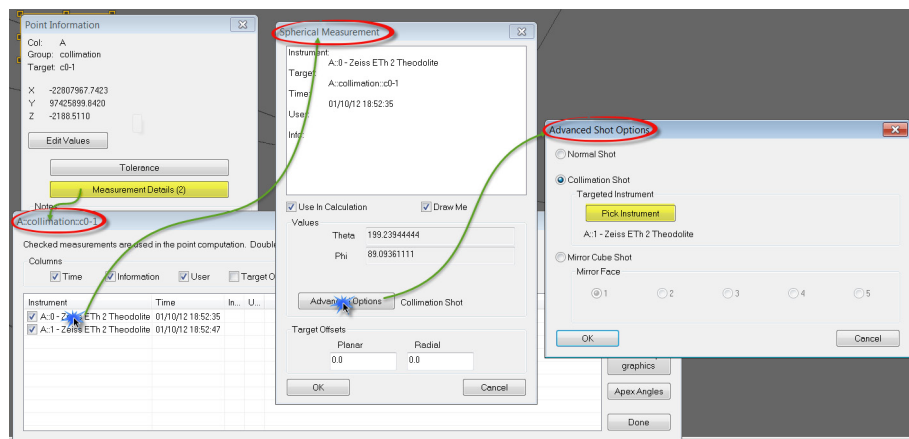 Point Information
Col: A
Group: collimation
Target: c0-1
X -22807967.7423
Y 97425899.8420
Z -2188.5110
Edit Values
Tolerance
Measurement Details (2)
Notes
A::collimation::c0-1
Checked measurements are used in the point computation. Double
Columns
Time Information User Target O
Instrument Time In... U...
A::0 - Zeiss ETh 2 Theodolite 01/10/12 18:52:35
A::1 - Zeiss ETh 2 Theodolite 01/10/12 18:52:47
graphics
Apex Angles
Done
Spherical Measurement
Instrument:
A::0 - Zeiss ETh 2 Theodolite
Target:
A::collimation::c0-1
Time:
01/10/12 18:52:35
User:
Info:
Use In Calculation Draw Me
Values
Theta 199.23944444
Phi 89.09361111
Advanced Options Collimation Shot
Target Offsets
Planar Radial
0.0 0.0
OK Cancel
Advanced Shot Options
Normal Shot
Collimation Shot
Targeted Instrument
Pick Instrument
A::1 - Zeiss ETh 2 Theodolite
Mirror Cube Shot
Mirror Face
1 2 3 4 5
OK Cancel